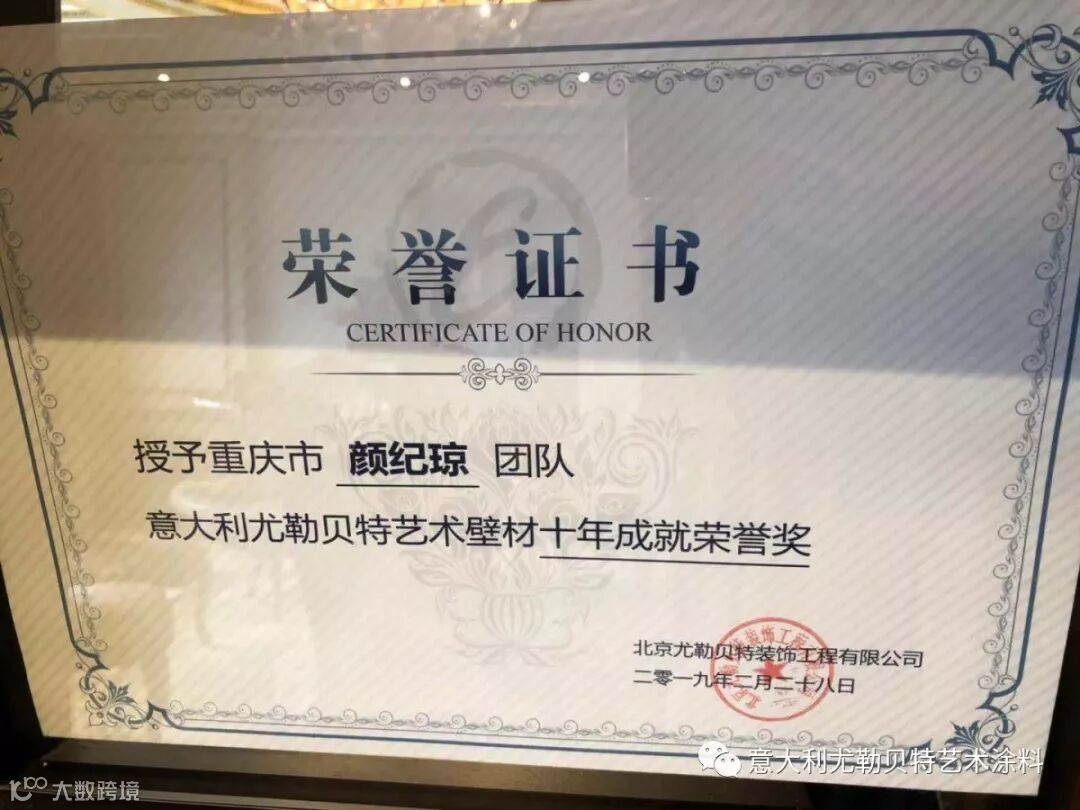 荣誉证书
CERTIFICATE OF HONOR
授予重庆市 颜纪琼 团队
意大利尤勒贝特艺术壁材十年成就荣誉奖
北京尤勒贝特装饰工程有限公司
二零一九年二月二十八日
意大利尤勒贝特艺术涂料
大数跨境